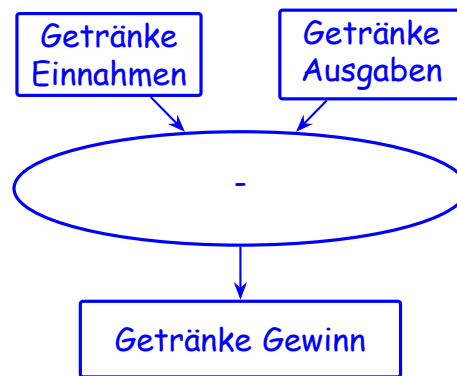 Getränke
Einnahmen
Getränke
Ausgaben
-
Getränke Gewinn